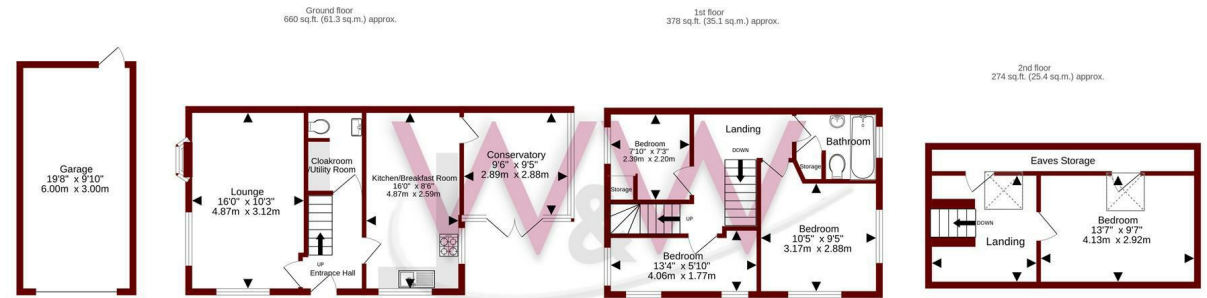 Ground floor
660 sq.ft. (61.3 sq.m.) approx.
1st floor
378 sq.ft. (35.1 sq.m.) approx.
2nd floor
274 sq.ft. (25.4 sq.m.) approx.
Garage
19'8" x 9'10"
6.00m x 3.00m
Lounge
16'0" x 10'3"
4.87m x 3.12m
Cloakroom
/Utility Room
UP
Entrance Hall
Kitchen/Breakfast Room
16'0" x 8'6"
4.87m x 2.59m
Conservatory
9'6" x 9'5"
2.89m x 2.88m
W&W
Bedroom
7'10" x 7'3"
2.39m x 2.20m
Storage
Landing
DOWN
UP
Storage
Bathroom
Bedroom
13'4" x 5'10"
4.06m x 1.77m
Bedroom
10'5" x 9'5"
3.17m x 2.88m
Eaves Storage
DOWN
Landing
Bedroom
13'7" x 9'7"
4.13m x 2.92m